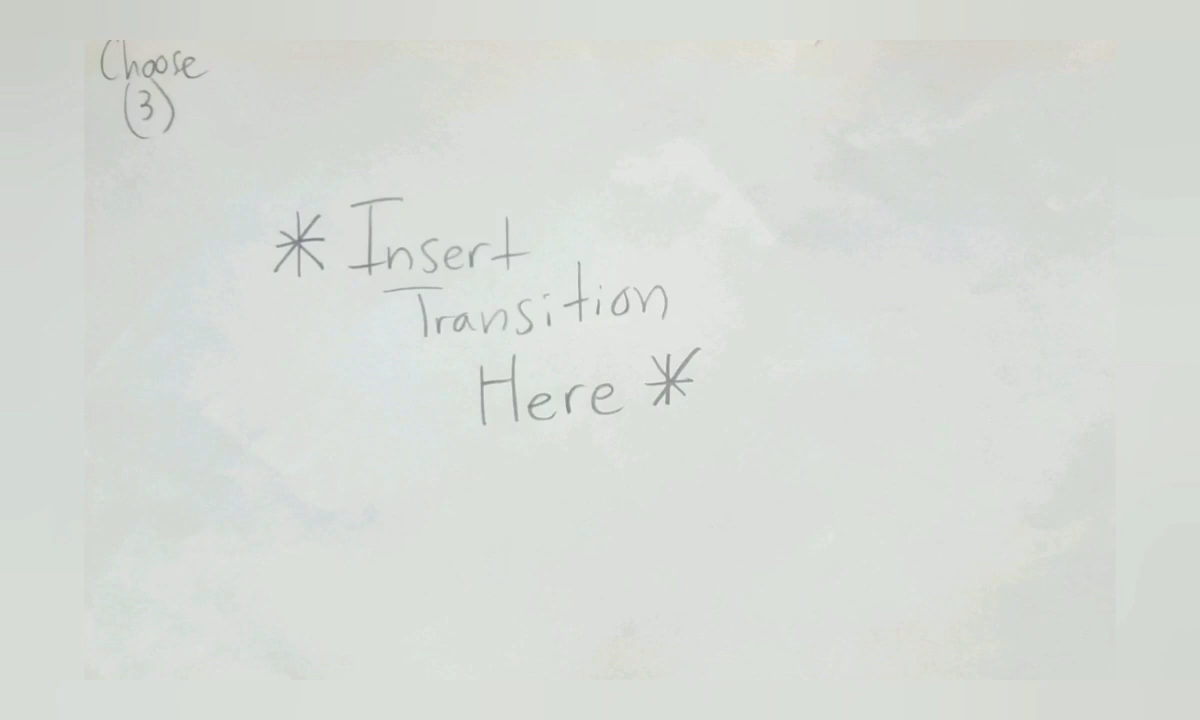 Choose
(3)
* Insert
Transition
Here *